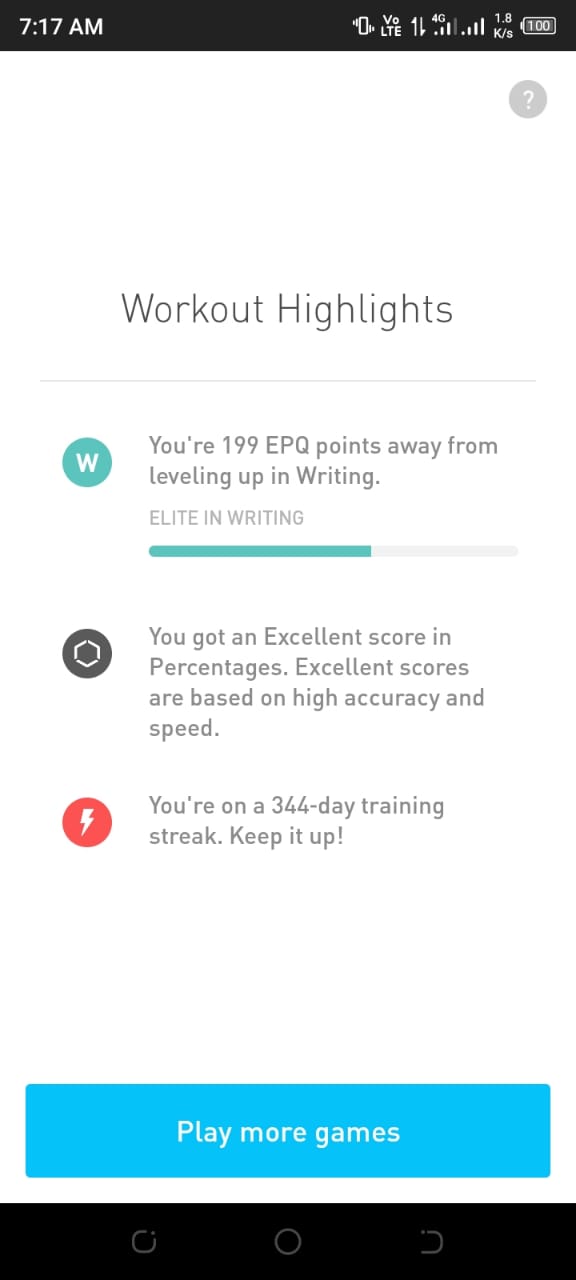 7:17 AM
Vo LTE 4G 1.8 K/s 100
?
Workout Highlights
W
You're 199 EPQ points away from
leveling up in Writing.
ELITE IN WRITING
You got an Excellent score in
Percentages. Excellent scores
are based on high accuracy and
speed.
You're on a 344-day training
streak. Keep it up!
Play more games